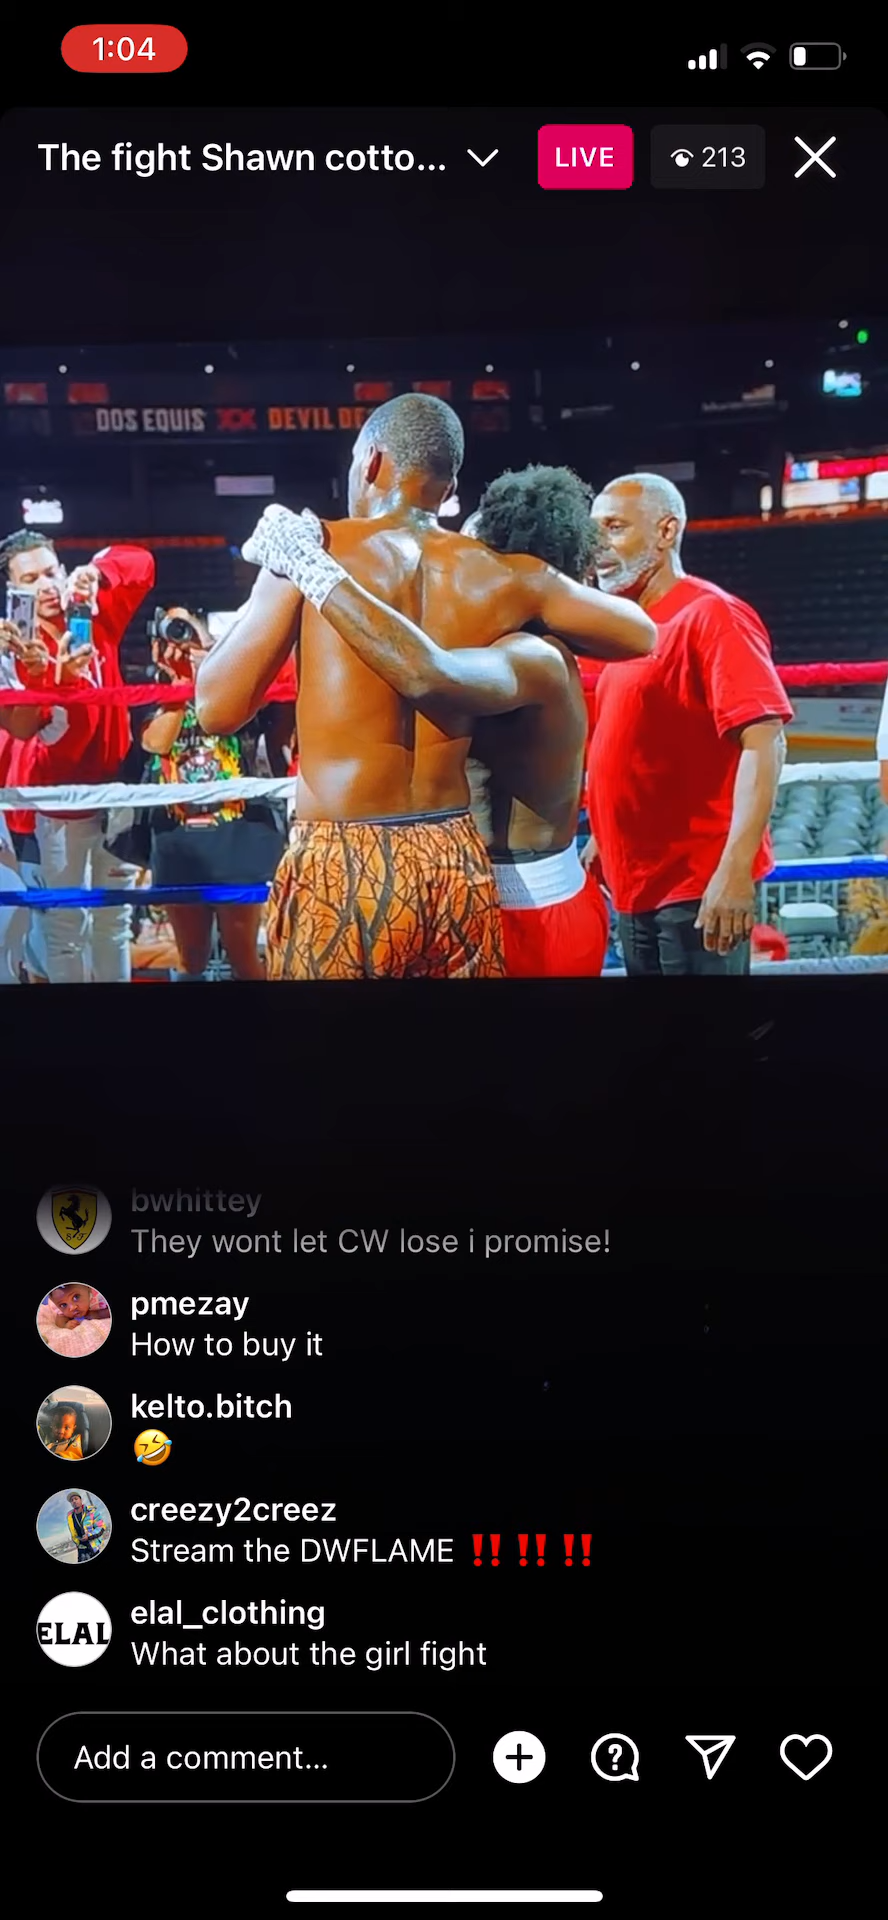 1:04
The fight Shawn cotto...
LIVE
213
DOS EQUIS XX DEVIL DE
bwhittey
They wont let CW lose i promise!
pmezay
How to buy it
kelto.bitch
🤣
creezy2creez
Stream the DWFLAME ‼️ ‼️ ‼️
ELAL
elal_clothing
What about the girl fight
Add a comment...